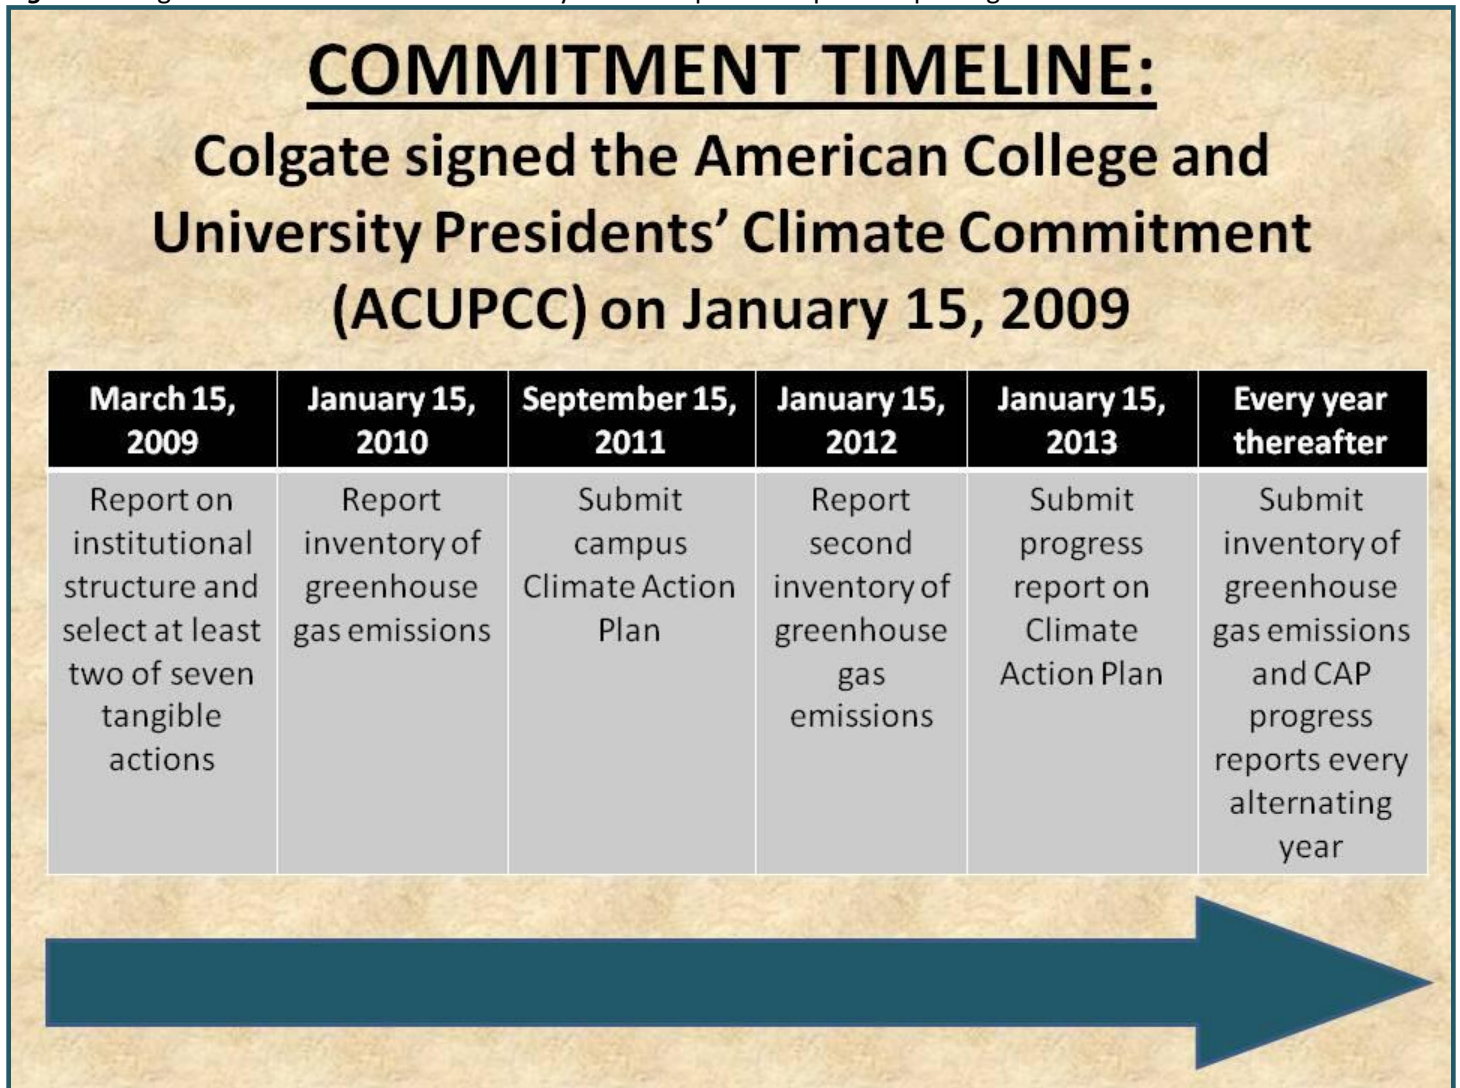 COMMITMENT TIMELINE:
Colgate signed the American College and
University Presidents’ Climate Commitment
(ACUPCC) on January 15, 2009
March 15,
2009
Report on
institutional
structure and
select at least
two of seven
tangible
actions
January 15,
2010
Report
inventory of
greenhouse
gas emissions
September 15,
2011
Submit
campus
Climate Action
Plan
January 15,
2012
Report
second
inventory of
greenhouse
gas
emissions
January 15,
2013
Submit
progress
report on
Climate
Action Plan
Every year
thereafter
Submit
inventory of
greenhouse
gas emissions
and CAP
progress
reports every
alternating
year